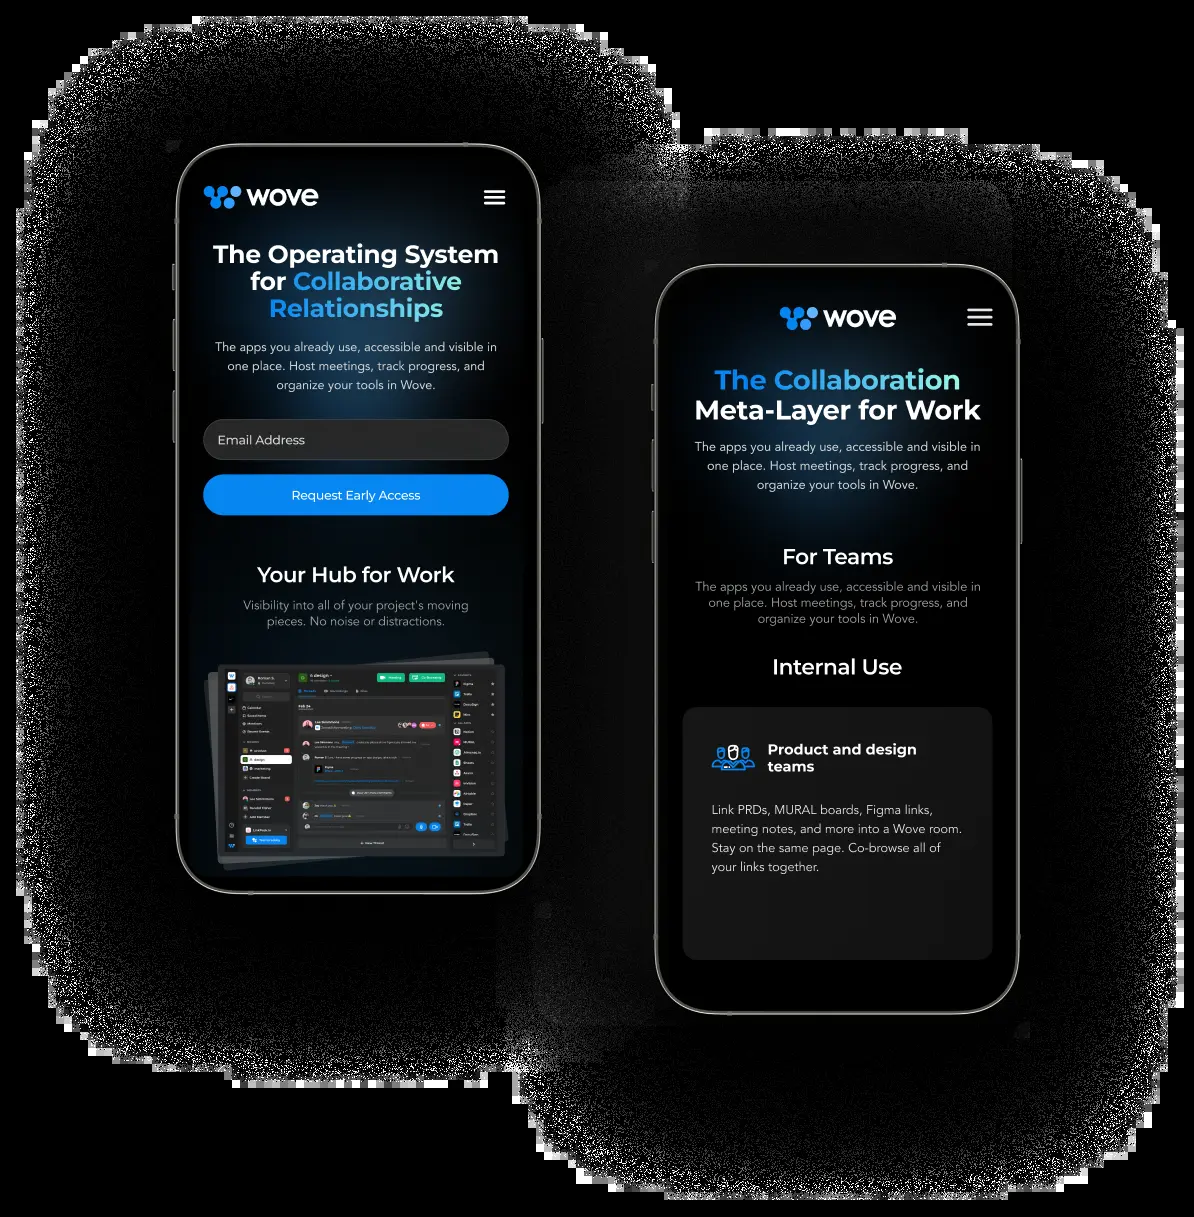 wove
The Operating System
for Collaborative
Relationships
The apps you already use, accessible and visible in
one place. Host meetings, track progress, and
organize your tools in Wove.
Email Address
Request Early Access
Your Hub for Work
Visibility into all of your project's moving
pieces. No noise or distractions.
design
wove
The Collaboration
Meta-Layer for Work
The apps you already use, accessible and visible in
one place. Host meetings, track progress, and
organize your tools in Wove.
For Teams
The apps you already use, accessible and visible in
one place. Host meetings, track progress, and
organize your tools in Wove.
Internal Use
Product and design
teams
Link PRDs, MURAL boards, Figma links,
meeting notes, and more into a Wove room.
Stay on the same page. Co-browse all of
your links together.